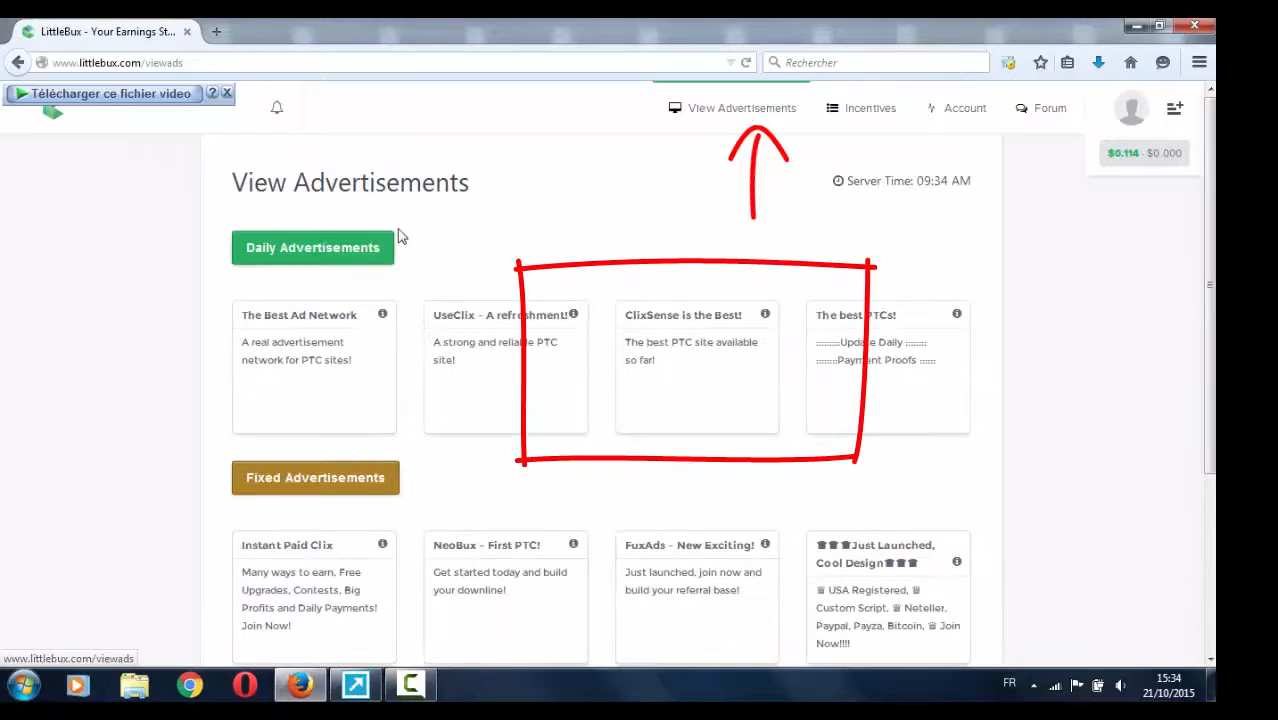 LittleBux - Your Earnings St...
www.littlebux.com/viewads
Rechercher
Télécharger ce fichier video
View Advertisements
Incentives
Account
Forum
$0.114 - $0.000
View Advertisements
Server Time: 09:34 AM
Daily Advertisements
The Best Ad Network
A real advertisement
network for PTC sites!
UseClix - A refreshment!
A strong and reliable PTC
site!
ClixSense is the Best!
The best PTC site available
so far!
The best PTCs!
:::::::::Update Daily ::::::::
::::::::Payment Proofs ::::::
Fixed Advertisements
Instant Paid Clix
Many ways to earn, Free
Upgrades, Contests, Big
Profits and Daily Payments!
Join Now!
NeoBux - First PTC!
Get started today and build
your downline!
FuxAds - New Exciting!
Just launched, join now and
build your referral base!
♛♛♛Just Launched,
Cool Design♛♛♛
♛ USA Registered, ♛
Custom Script, ♛ Neteller,
Paypal, Payza, Bitcoin, ♛ Join
Now!!!!
www.littlebux.com/viewads
FR
15:34
21/10/2015